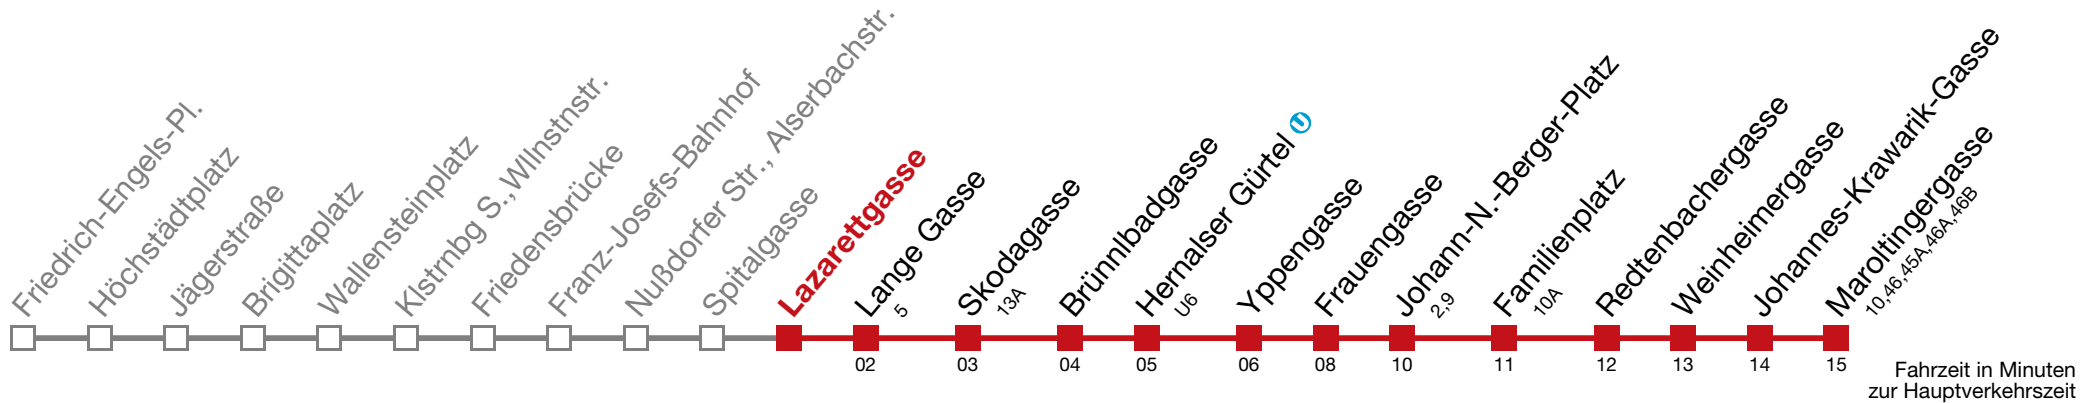 Friedrich-Engels-Pl.
Höchstädtplatz
Jägerstraße
Brigittaplatz
Wallensteinplatz
Klstrnbg S., Wllnstnstr.
Friedensbrücke
Franz-Josefs-Bahnhof
Nußdorfer Str., Alserbachstr.
Spitalgasse
Lazarettgasse
Lange Gasse
5
02
Skodagasse
13A
03
Brünnlbadgasse
04
Hernalser Gürtel U
U6
05
Yppengasse
06
Frauengasse
08
Johann-N.-Berger-Platz
2,9
10
Familienplatz
10A
11
Redtenbachergasse
12
Weinheimergasse
13
Johannes-Krawarik-Gasse
14
Maroltingergasse
10,46,45A,46A,46B
15
Fahrzeit in Minuten
zur Hauptverkehrszeit